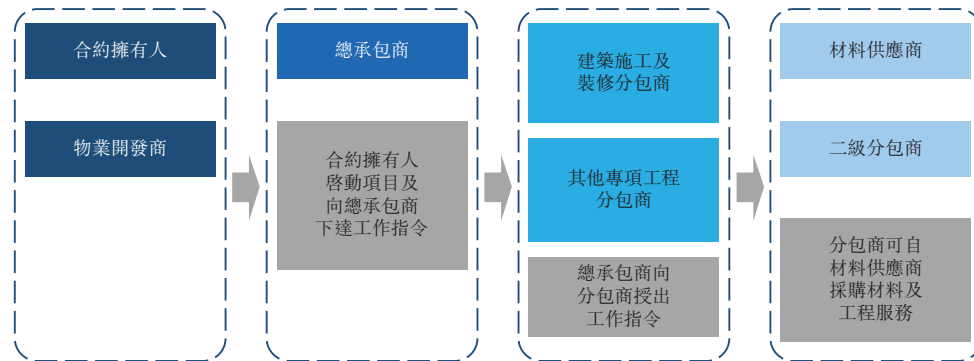 合約擁有人
物業開發商
總承包商
合約擁有人
啓動項目及
向總承包商
下達工作指令
建築施工及
裝修分包商
其他專項工程
分包商
總承包商向
分包商授出
工作指令
材料供應商
二級分包商
分包商可自
材料供應商
採購材料及
工程服務